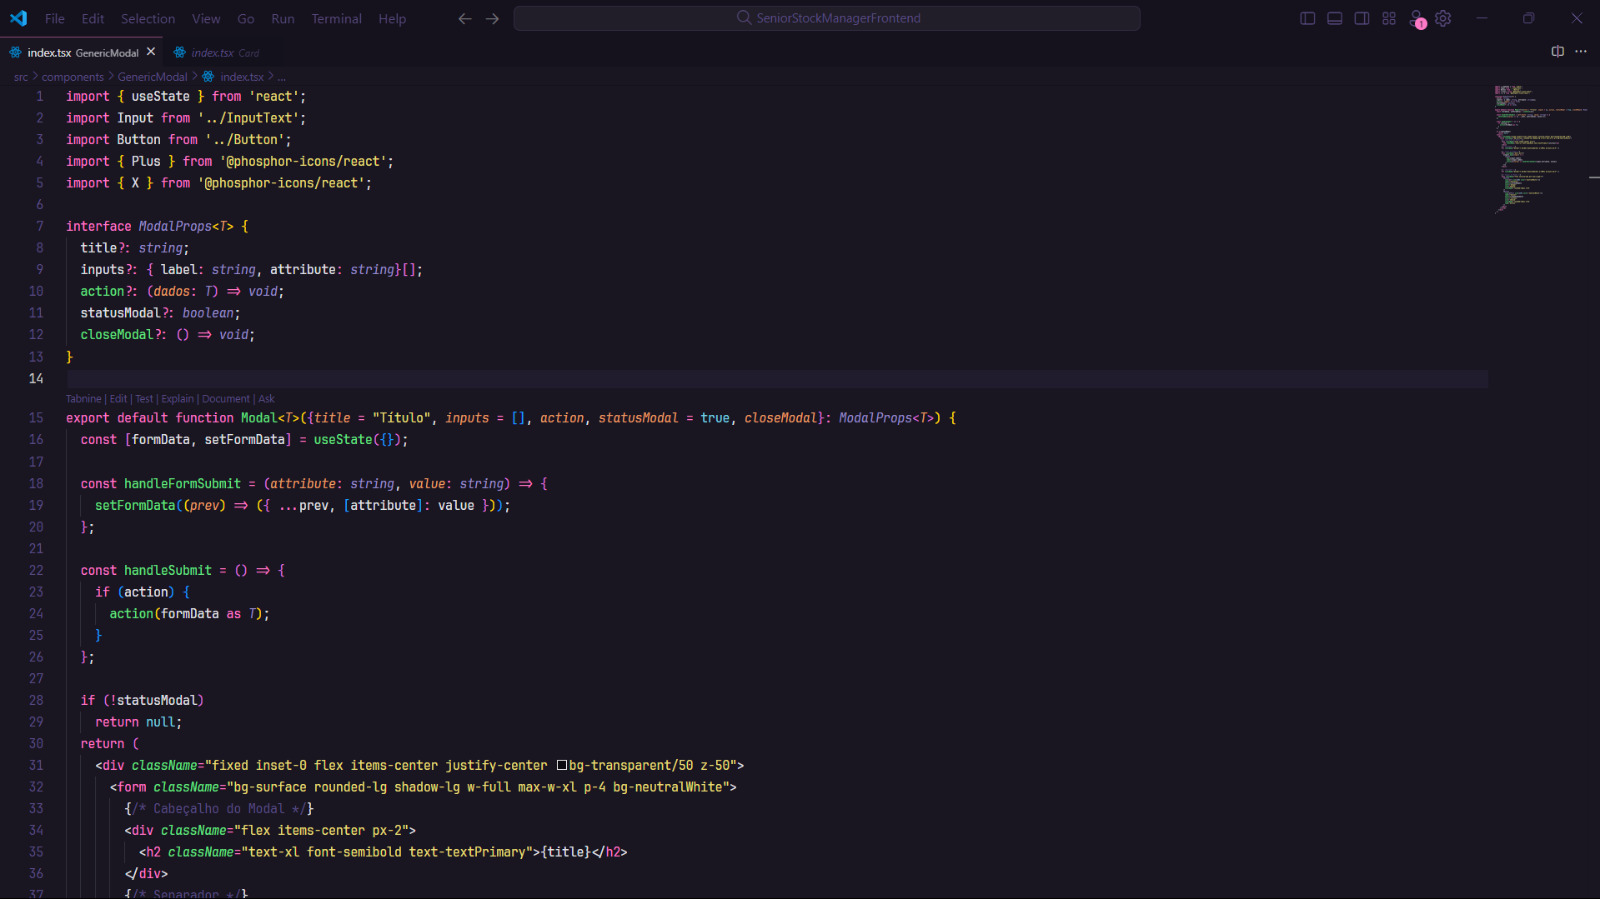 File Edit Selection View Go Run Terminal Help
SeniorStockManagerFrontend
1
index.tsx GenericModal
index.tsx Card
src > components > GenericModal > index.tsx > ...
1 import { useState } from 'react';
2 import Input from '../InputText';
3 import Button from '../Button';
4 import { Plus } from '@phosphor-icons/react';
5 import { X } from '@phosphor-icons/react';
6
7 interface ModalProps<T> {
8 title?: string;
9 inputs?: { label: string, attribute: string}[];
10 action?: (dados: T) => void;
11 statusModal?: boolean;
12 closeModal?: () => void;
13 }
14
Tabnine | Edit | Test | Explain | Document | Ask
15 export default function Modal<T>({title = "Título", inputs = [], action, statusModal = true, closeModal}: ModalProps<T>) {
16 const [formData, setFormData] = useState({});
17
18 const handleFormSubmit = (attribute: string, value: string) => {
19 setFormData((prev) => ({ ...prev, [attribute]: value }));
20 };
21
22 const handleSubmit = () => {
23 if (action) {
24 action(formData as T);
25 }
26 };
27
28 if (!statusModal)
29 return null;
30 return (
31 <div className="fixed inset-0 flex items-center justify-center bg-transparent/50 z-50">
32 <form className="bg-surface rounded-lg shadow-lg w-full max-w-xl p-4 bg-neutralWhite">
33 {/* Cabeçalho do Modal */}
34 <div className="flex items-center px-2">
35 <h2 className="text-xl font-semibold text-textPrimary">{title}</h2>
36 </div>
37 {/* Separador */}